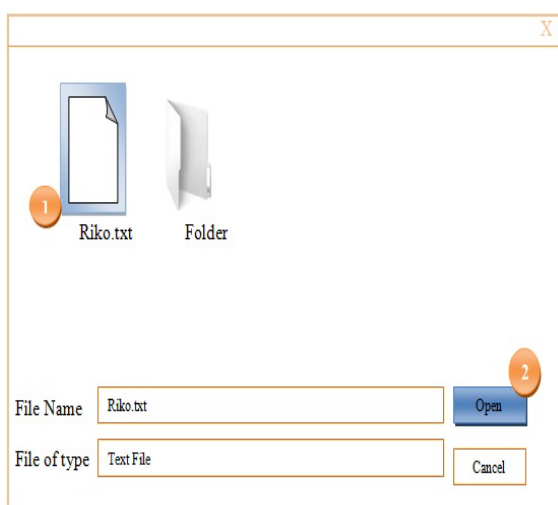 X
1
Riko.txt Folder
2
File Name Riko.txt Open
File of type Text File Cancel